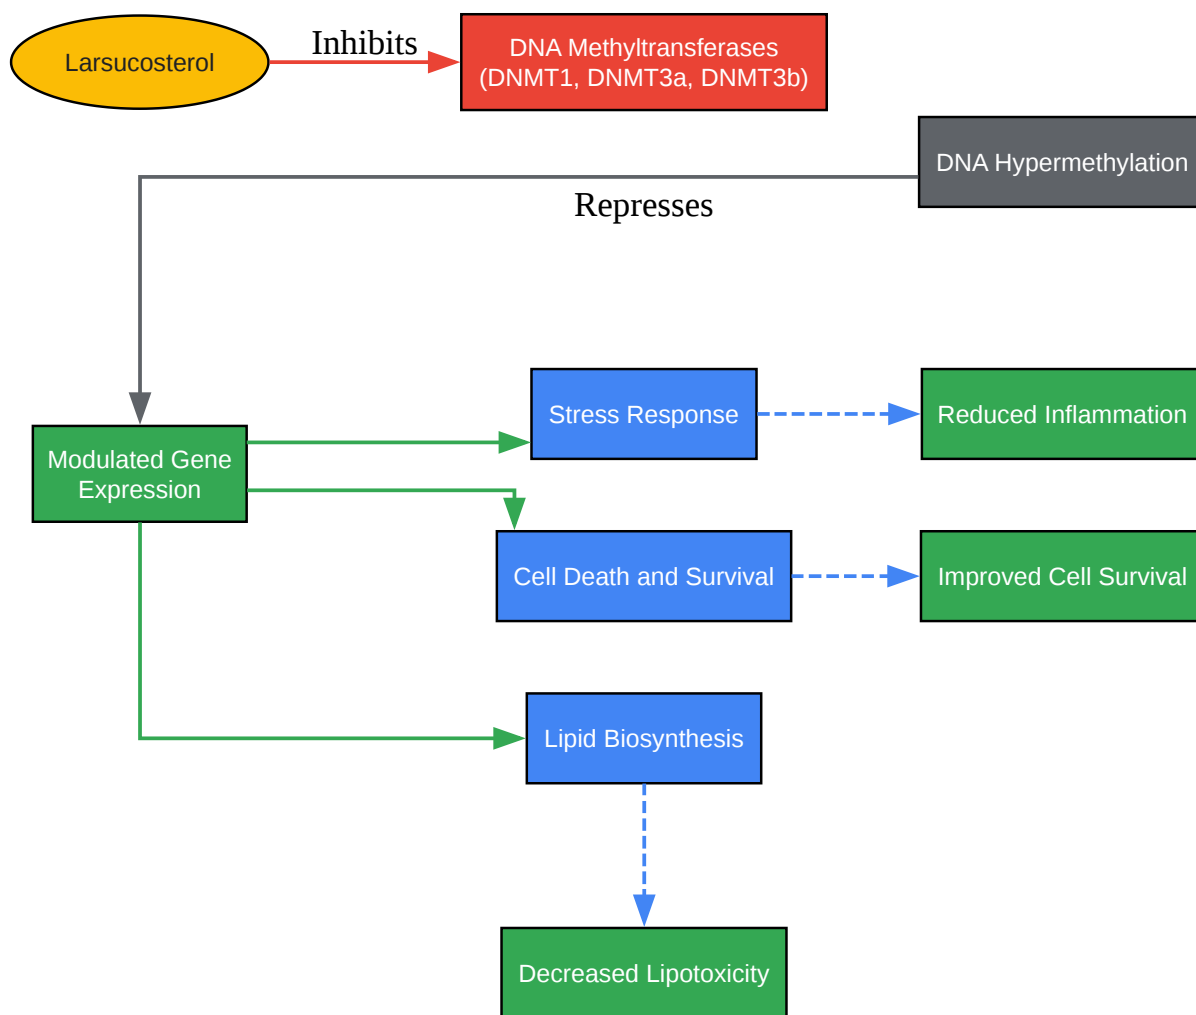 Larsucosterol
Inhibits
DNA Methyltransferases
(DNMT1, DNMT3a, DNMT3b)
DNA Hypermethylation
Represses
Stress Response
Reduced Inflammation
Modulated Gene
Expression
Cell Death and Survival
Improved Cell Survival
Lipid Biosynthesis
Decreased Lipotoxicity